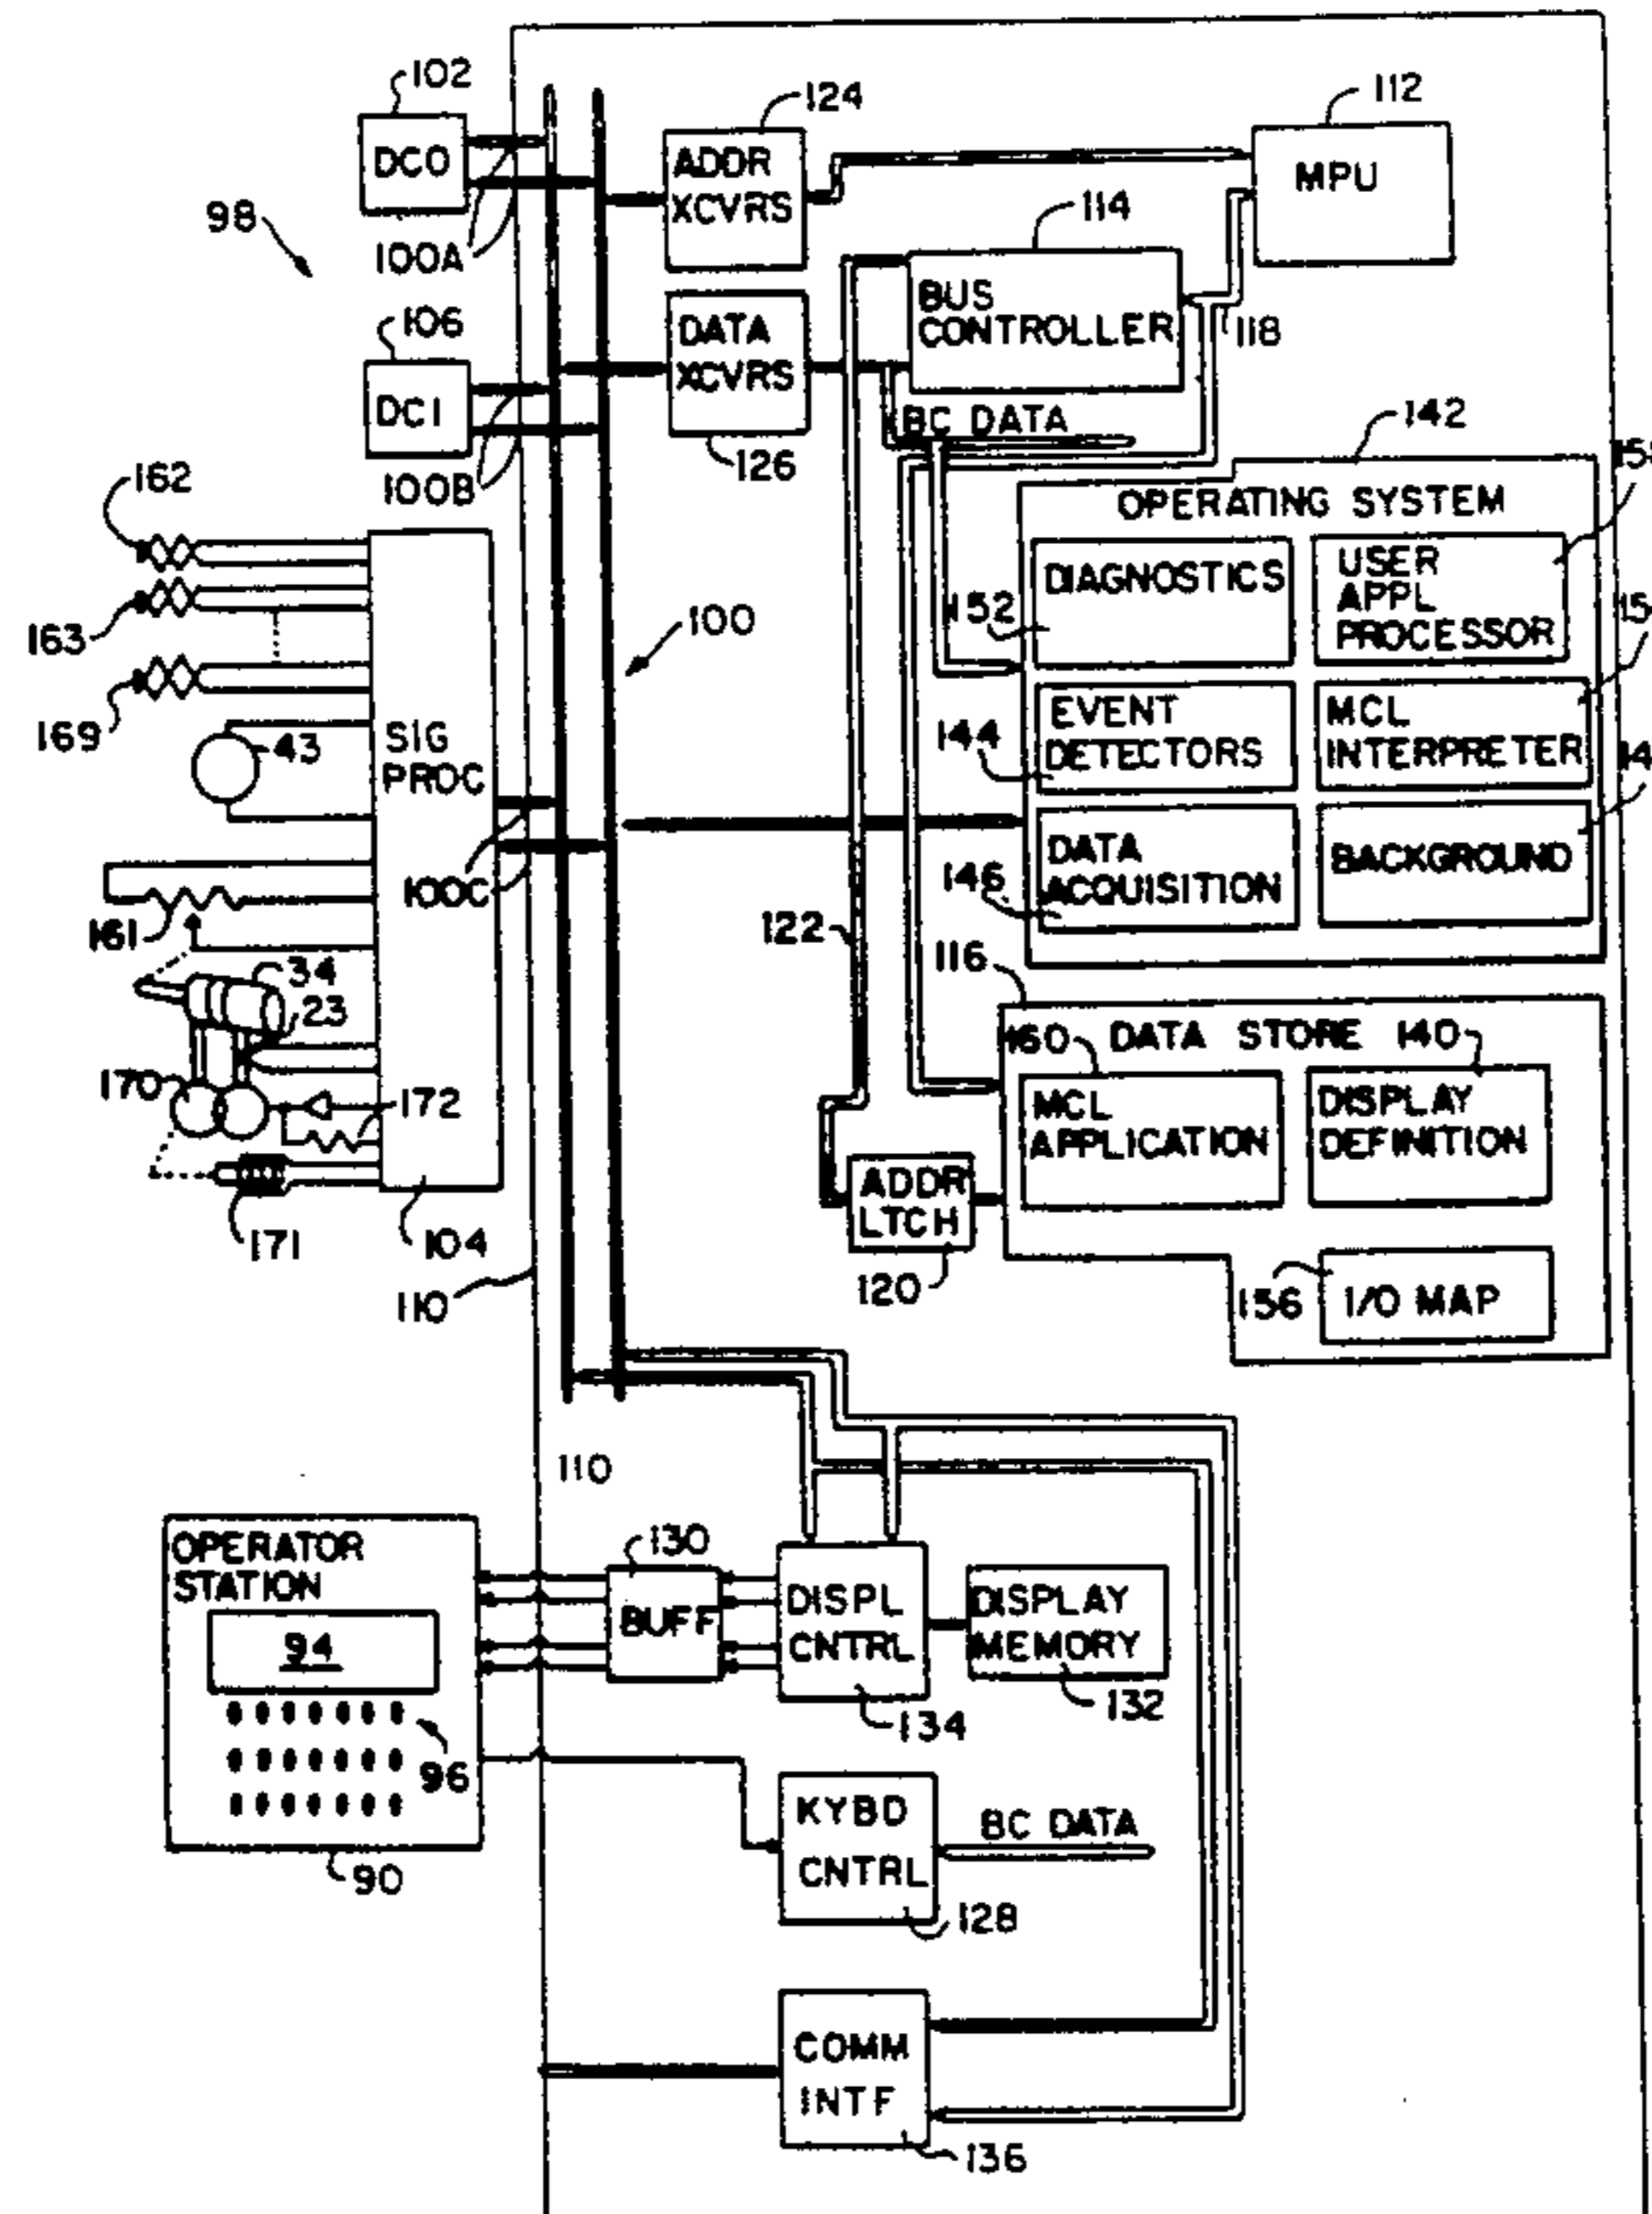 102
DC0
98
100A
106
DC1
100B
124
ADDR
XCVRS
DATA
XCVRS
126
112
MPU
114
BUS
CONTROLLER
118
BC DATA
162
163
169
43
161
34
23
170
172
171
SIG
PROC
104
100C
100
110
142
OPERATING SYSTEM
DIAGNOSTICS
152
USER
APPL
PROCESSOR
EVENT
DETECTORS
144
MCL
INTERPRETER
DATA
ACQUISITION
146
BACKGROUND
122
116
DATA STORE
160
140
MCL
APPLICATION
DISPLAY
DEFINITION
ADDR
LTCH
120
156
I/O MAP
110
OPERATOR
STATION
94
96
90
130
BUFF
DISPL
CNTRL
134
DISPLAY
MEMORY
132
KYBD
CNTRL
128
BC DATA
COMM
INTF
136